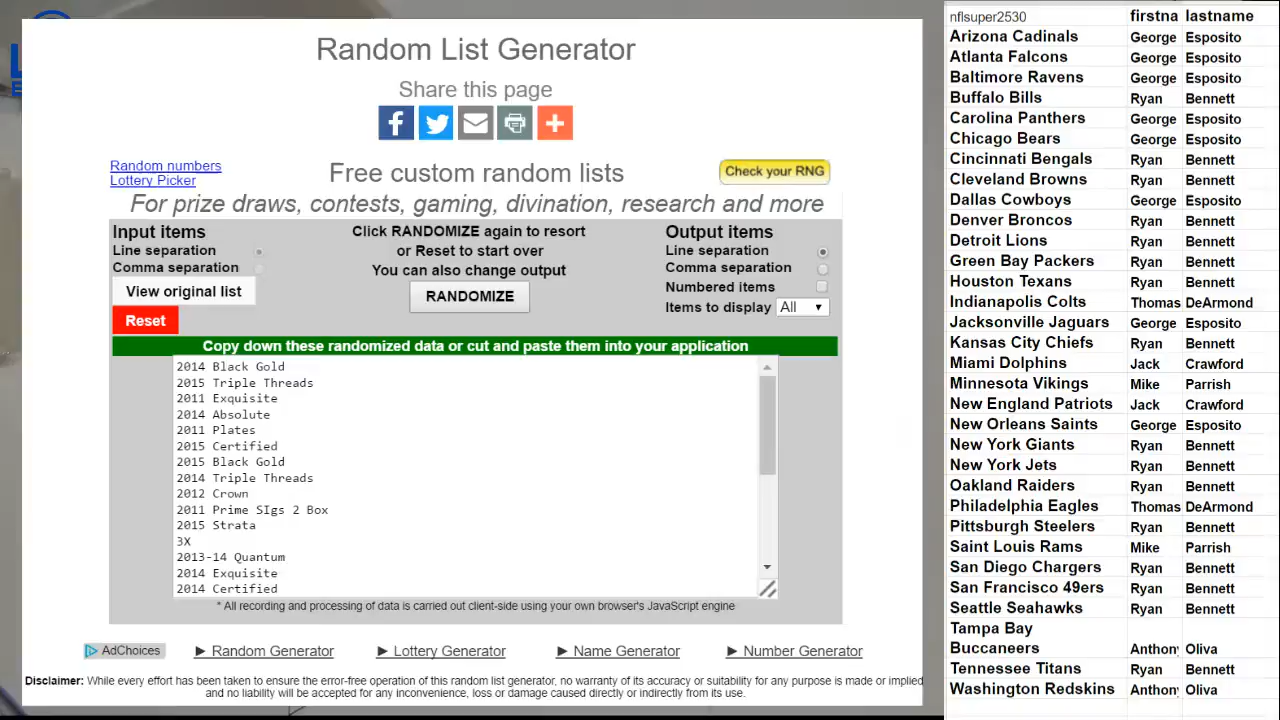 Random List Generator
Share this page
Random numbers
Lottery Picker
Free custom random lists
Check your RNG
For prize draws, contests, gaming, divination, research and more
Input items
Line separation
Comma separation
View original list
Reset
Click RANDOMIZE again to resort
or Reset to start over
You can also change output
RANDOMIZE
Output items
Line separation
Comma separation
Numbered items
Items to display All
Copy down these randomized data or cut and paste them into your application
2014 Black Gold
2015 Triple Threads
2011 Exquisite
2014 Absolute
2011 Plates
2015 Certified
2015 Black Gold
2014 Triple Threads
2012 Crown
2011 Prime SIgs 2 Box
2015 Strata
3X
2013-14 Quantum
2014 Exquisite
2014 Certified
* All recording and processing of data is carried out client-side using your own browser's JavaScript engine
AdChoices
► Random Generator
► Lottery Generator
► Name Generator
► Number Generator
Disclaimer: While every effort has been taken to ensure the error-free operation of this random list generator, no warranty of its accuracy or suitability for any purpose is made or implied
and no liability will be accepted for any inconvenience, loss or damage caused directly or indirectly from its use.
nflsuper2530 firstna lastname
Arizona Cadinals George Esposito
Atlanta Falcons George Esposito
Baltimore Ravens George Esposito
Buffalo Bills Ryan Bennett
Carolina Panthers George Esposito
Chicago Bears George Esposito
Cincinnati Bengals Ryan Bennett
Cleveland Browns Ryan Bennett
Dallas Cowboys George Esposito
Denver Broncos Ryan Bennett
Detroit Lions Ryan Bennett
Green Bay Packers Ryan Bennett
Houston Texans Ryan Bennett
Indianapolis Colts Thomas DeArmond
Jacksonville Jaguars George Esposito
Kansas City Chiefs Ryan Bennett
Miami Dolphins Jack Crawford
Minnesota Vikings Mike Parrish
New England Patriots Jack Crawford
New Orleans Saints George Esposito
New York Giants Ryan Bennett
New York Jets Ryan Bennett
Oakland Raiders Ryan Bennett
Philadelphia Eagles Thomas DeArmond
Pittsburgh Steelers Ryan Bennett
Saint Louis Rams Mike Parrish
San Diego Chargers Ryan Bennett
San Francisco 49ers Ryan Bennett
Seattle Seahawks Ryan Bennett
Tampa Bay
Buccaneers Anthony Oliva
Tennessee Titans Ryan Bennett
Washington Redskins Anthony Oliva